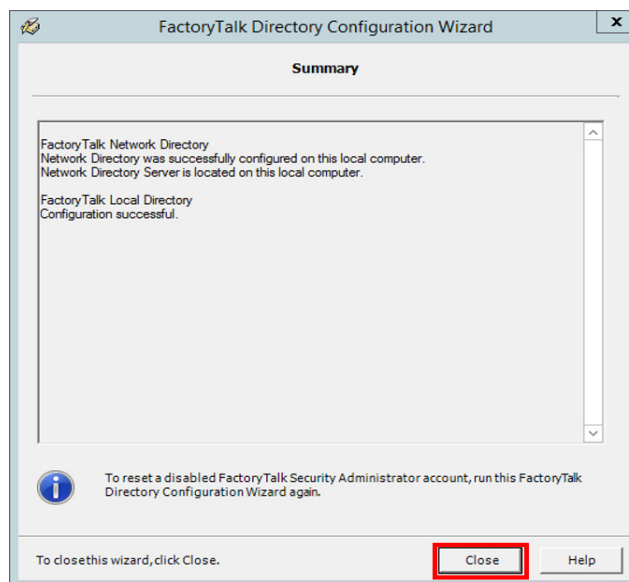 FactoryTalk Directory Configuration Wizard
x
Summary
FactoryTalk Network Directory
Network Directory was successfully configured on this local computer.
Network Directory Server is located on this local computer.
FactoryTalk Local Directory
Configuration successful.
To reset a disabled FactoryTalk Security Administrator account, run this FactoryTalk
Directory Configuration Wizard again.
To close this wizard, click Close.
Close
Help